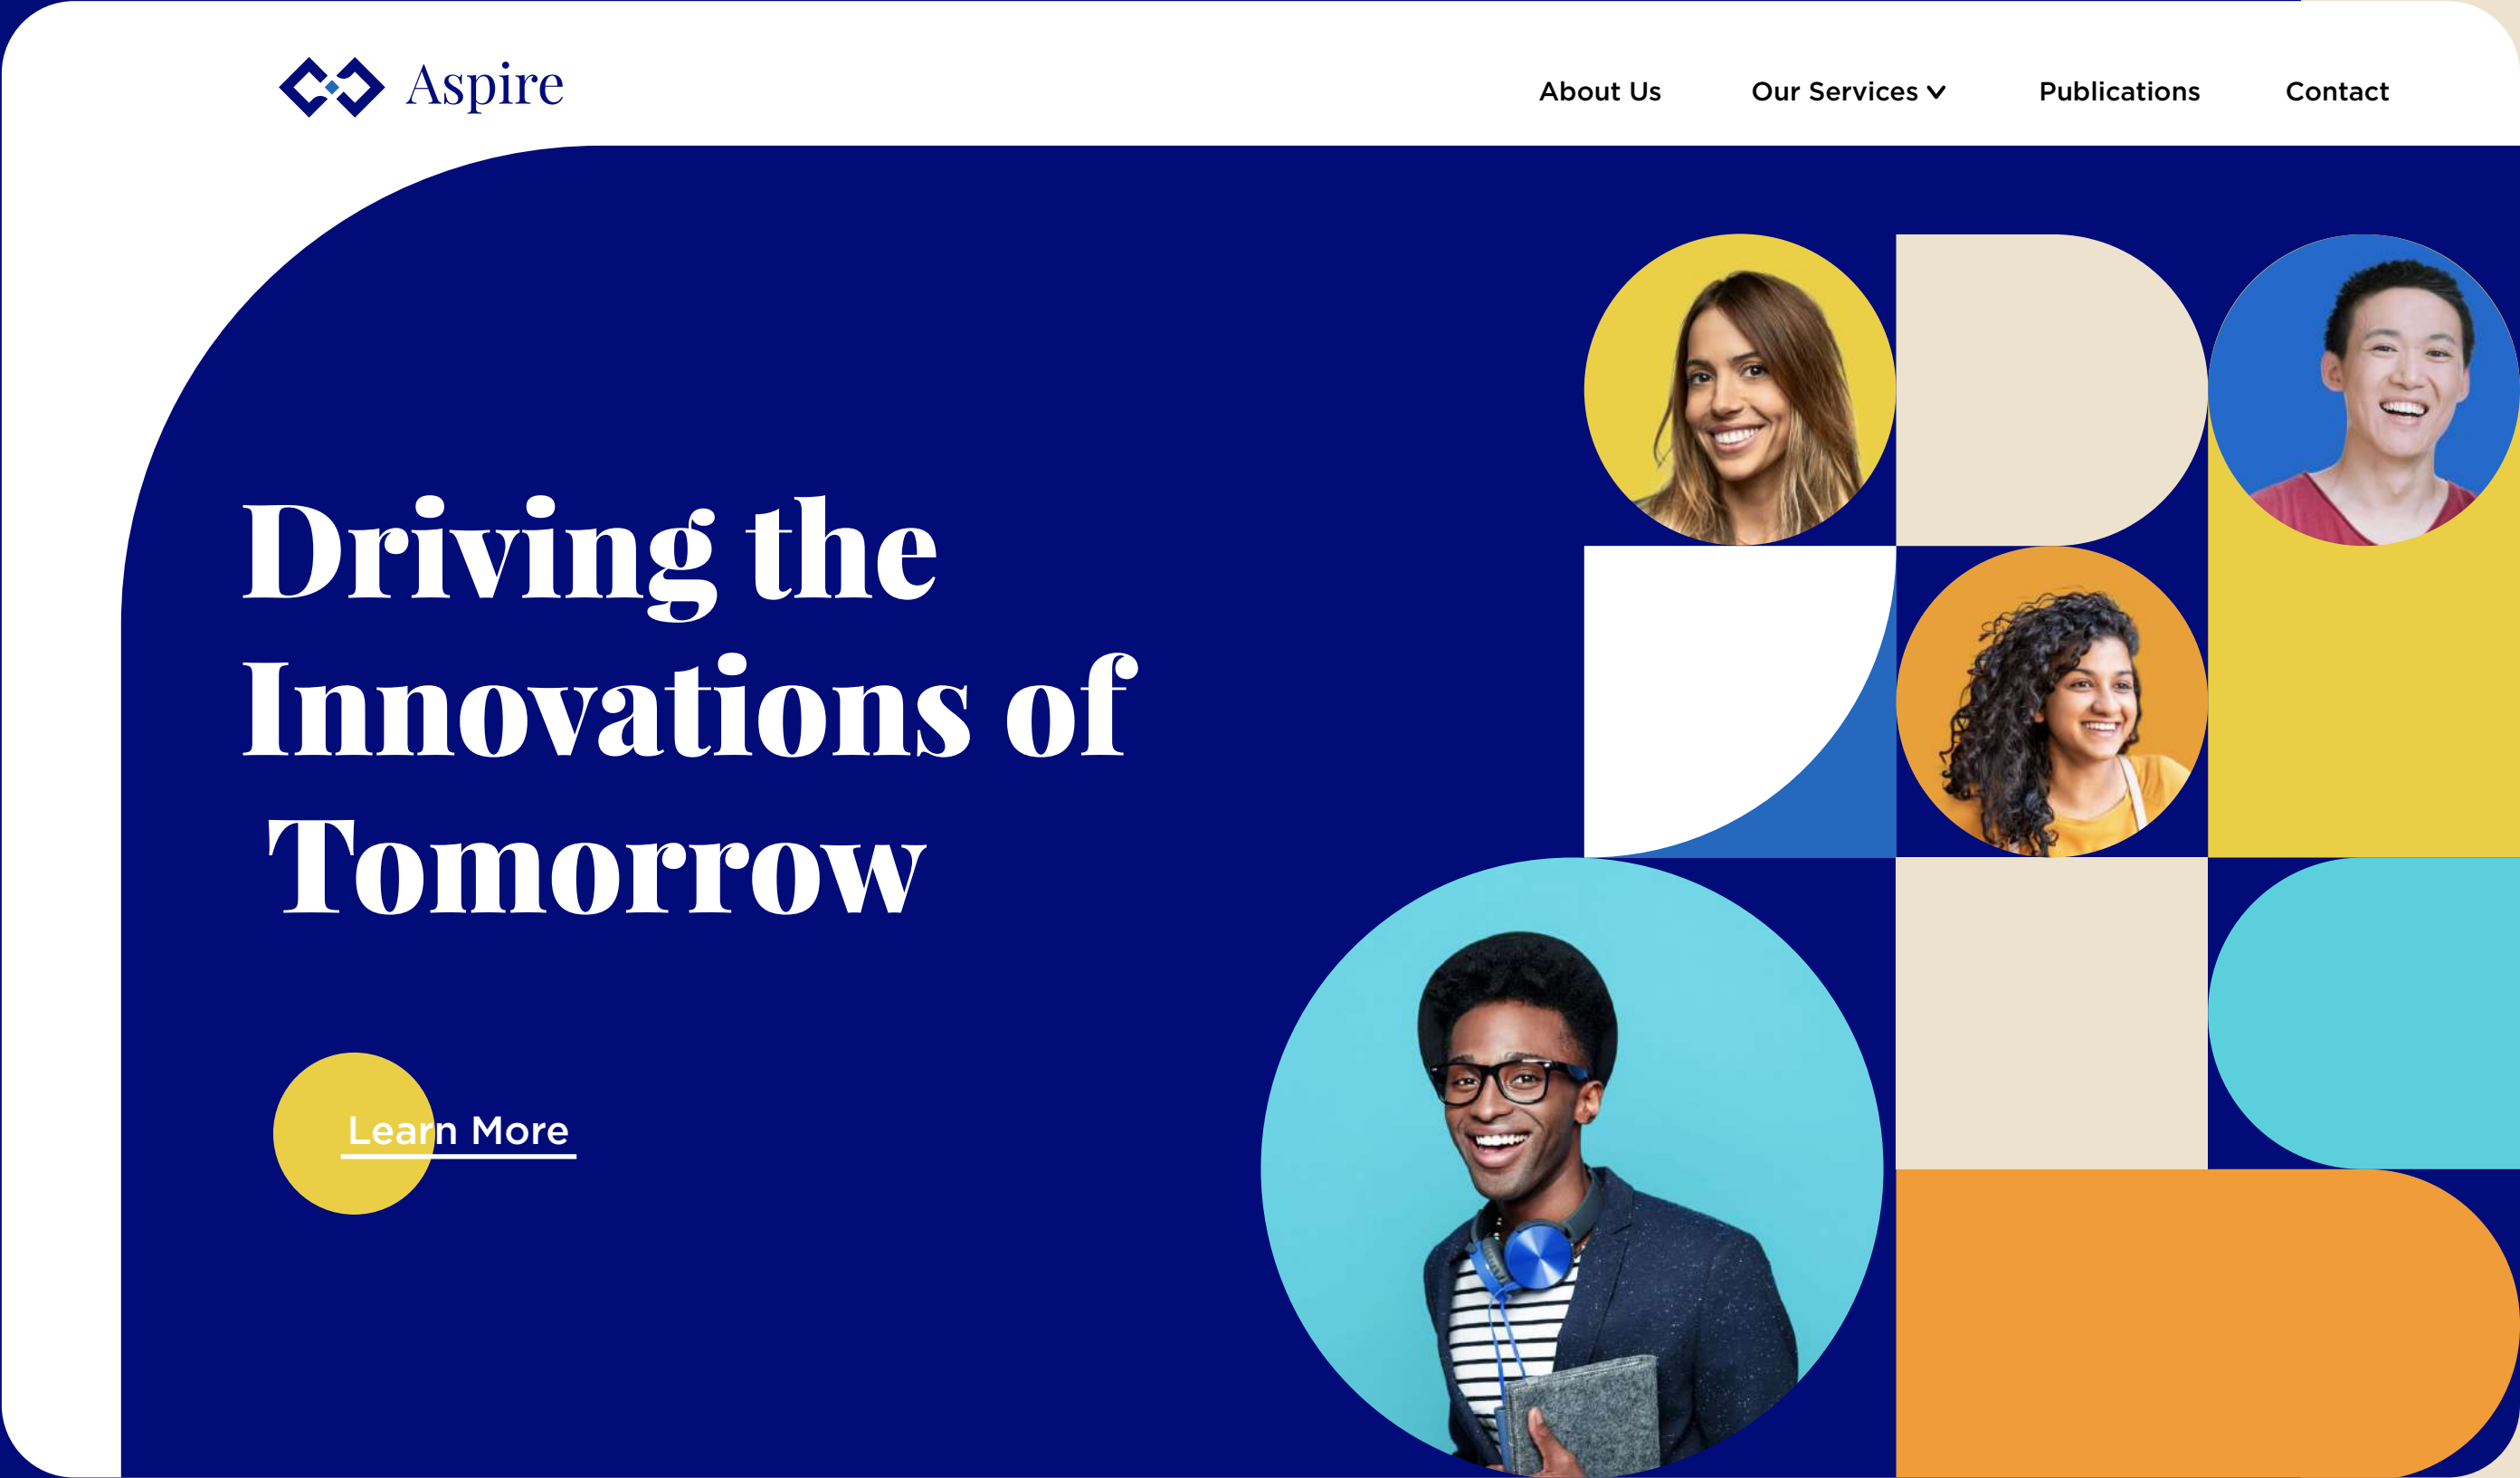 Aspire
About Us
Our Services
Publications
Contact
Driving the
Innovations of
Tomorrow
Learn More